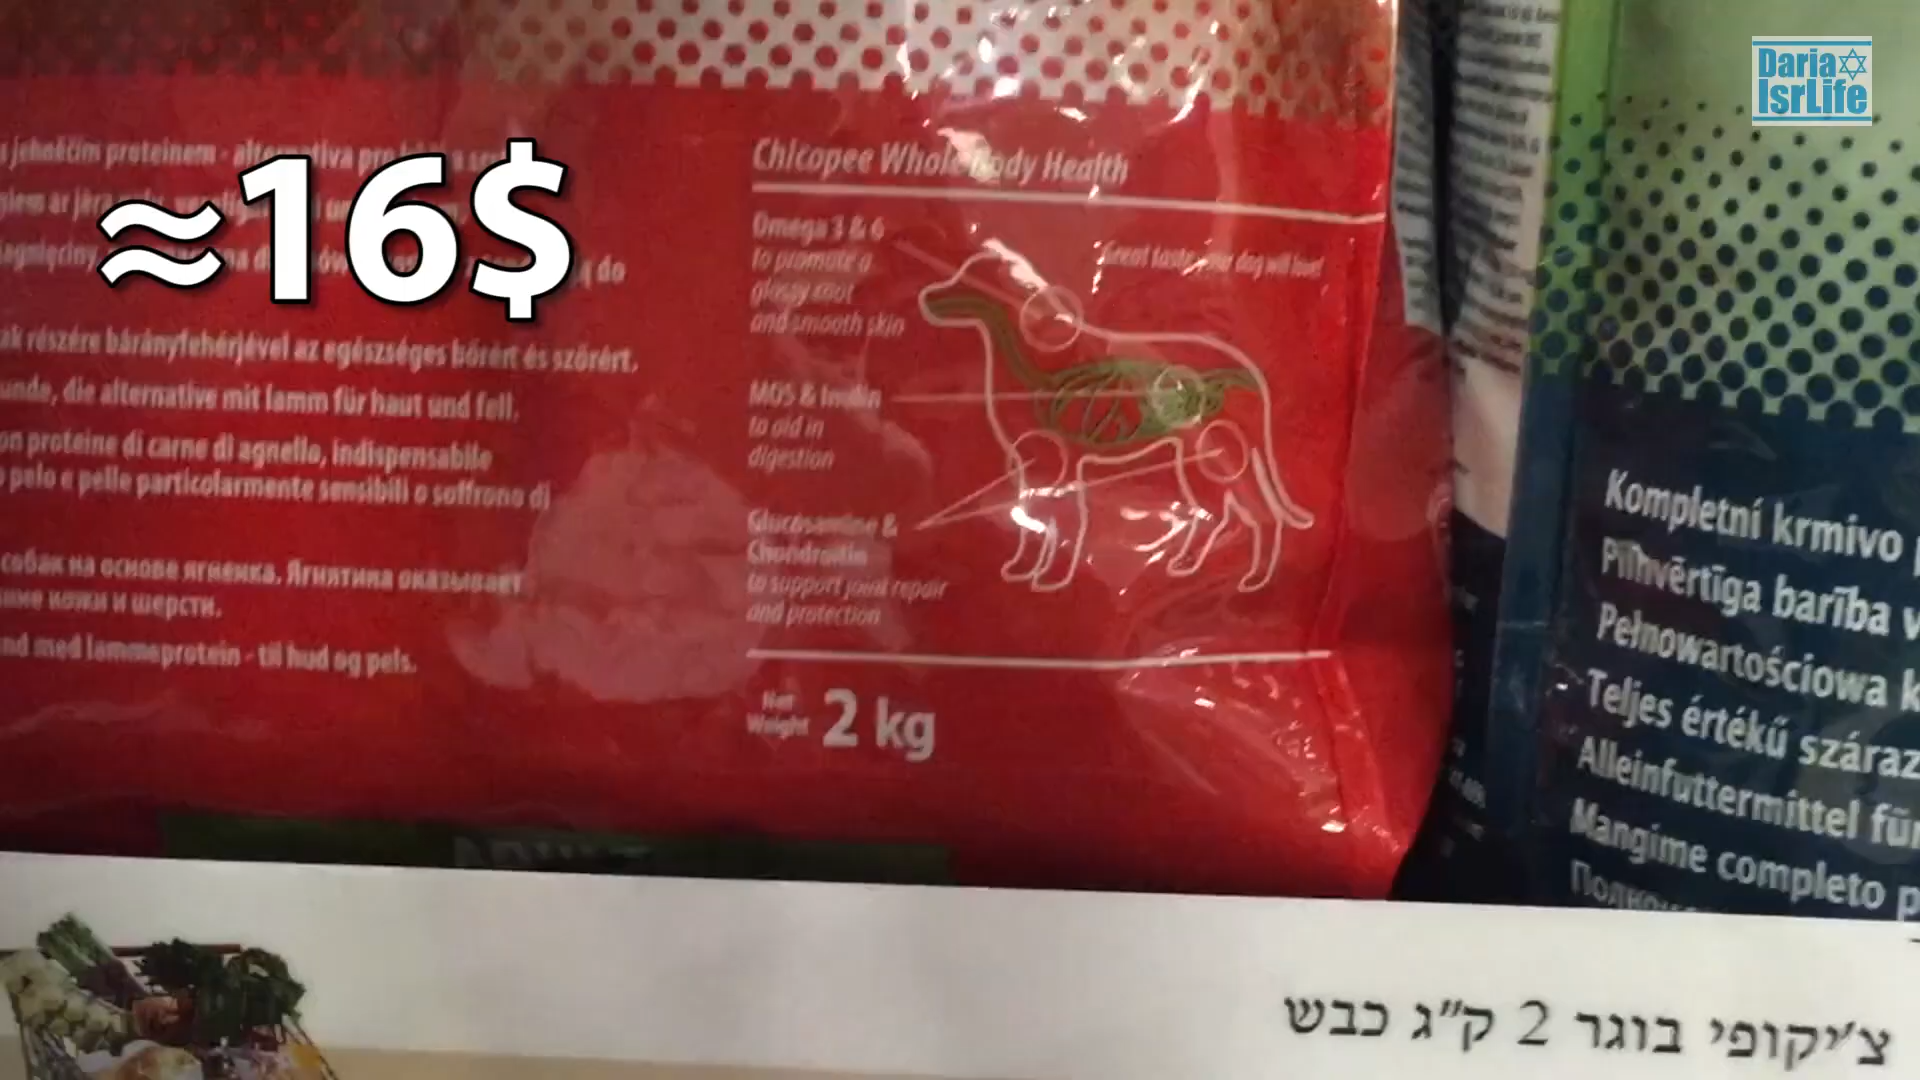 Daria
IsrLife
≈16$
s jehněčím proteinem - alternativa pro
do
ak részére bárányfehérjével az egészséges bőrért és szőrért.
unde, die alternative mit lamm für haut und fell.
on proteine di carne di agnello, indispensabile
pelo e pelle particolarmente sensibili o soffrono di
собак на основе ягненка. Ягнятина оказывает
кожи и шерсти.
nd med lammeprotein - til hud og pels.
Chicopee Whole Body Health
Omega 3 & 6
to promote a
glossy coat
and smooth skin
Great taste your dog will love!
MOS & Inulin
to aid in
digestion
Glucosamine &
Chondroitin
to support joint repair
and protection
Net
Weight 2 kg
Kompletní krmivo
Pilnvērtīga barība v
Pełnowartościowa k
Teljes értékű száraz
Alleinfuttermittel für
Mangime completo p
צ'יקופי בוגר 2 ק"ג כבש